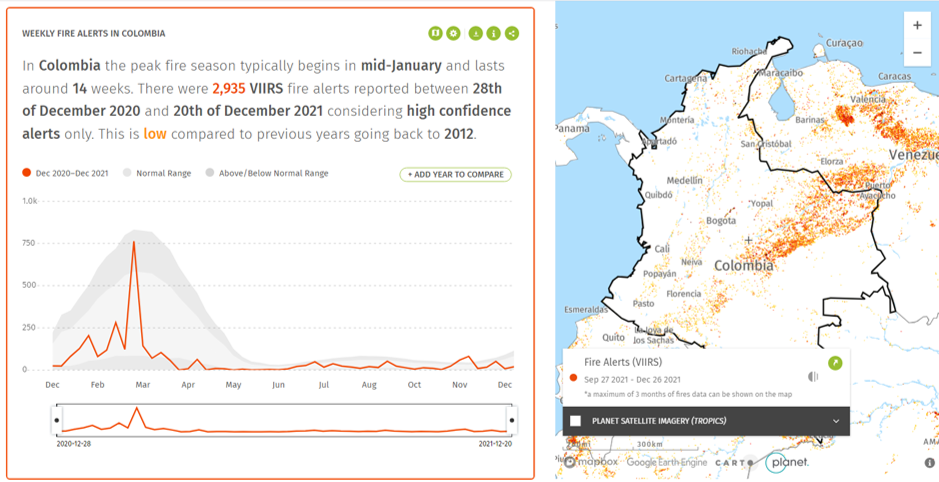 WEEKLY FIRE ALERTS IN COLOMBIA
In Colombia the peak fire season typically begins in mid-January and lasts
around 14 weeks. There were 2,935 VIIRS fire alerts reported between 28th
of December 2020 and 20th of December 2021 considering high confidence
alerts only. This is low compared to previous years going back to 2012.
Dec 2020-Dec 2021
Normal Range
Above/Below Normal Range
+ ADD YEAR TO COMPARE
1.0k
750
500
250
0
Dec Feb Mar Apr May Jun Jul Aug Oct Nov Dec
2020-12-28
2021-12-20
+
−
Curaçao
Riohacha
Maracaibo
Cartagena
Caracas
Valencia
Barinas
Montería
Panama
Apartadó
San Cristóbal
Venezue
Elorza
Medellín
Puerto
Ayacucho
Quibdó
Yopal
Bogota
Cali
Colombia
Neiva
Popayán
Florencia
Pasto
Esmeraldas
Quito
La Joya de
los Sachas
Fire Alerts (VIIRS)
Sep 27 2021 - Dec 26 2021
*a maximum of 3 months of fires data can be shown on the map
PLANET SATELLITE IMAGERY (TROPICS)
300km
AMA
mapbox Google Earth Engine CARTO planet.